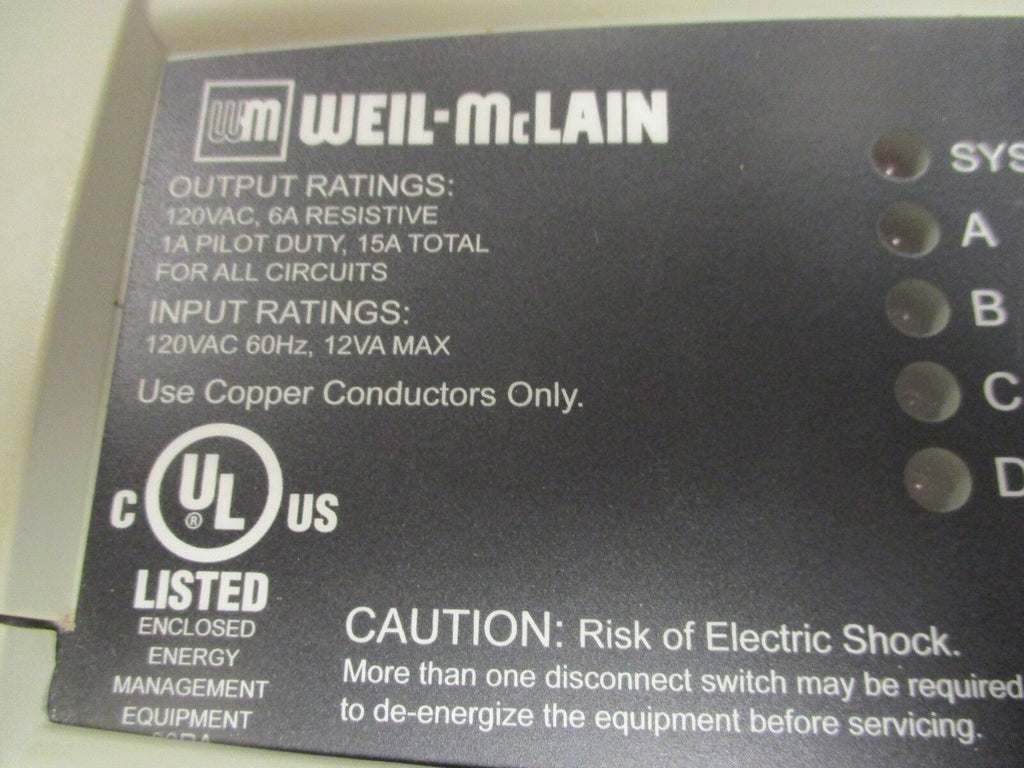 WM WEIL-McLAIN
OUTPUT RATINGS:
120VAC, 6A RESISTIVE
1A PILOT DUTY, 15A TOTAL
FOR ALL CIRCUITS
INPUT RATINGS:
120VAC 60Hz, 12VA MAX
Use Copper Conductors Only.
C UL® US
LISTED
ENCLOSED
ENERGY
MANAGEMENT
EQUIPMENT
SYS
A
B
C
D
CAUTION: Risk of Electric Shock.
More than one disconnect switch may be required
to de-energize the equipment before servicing.